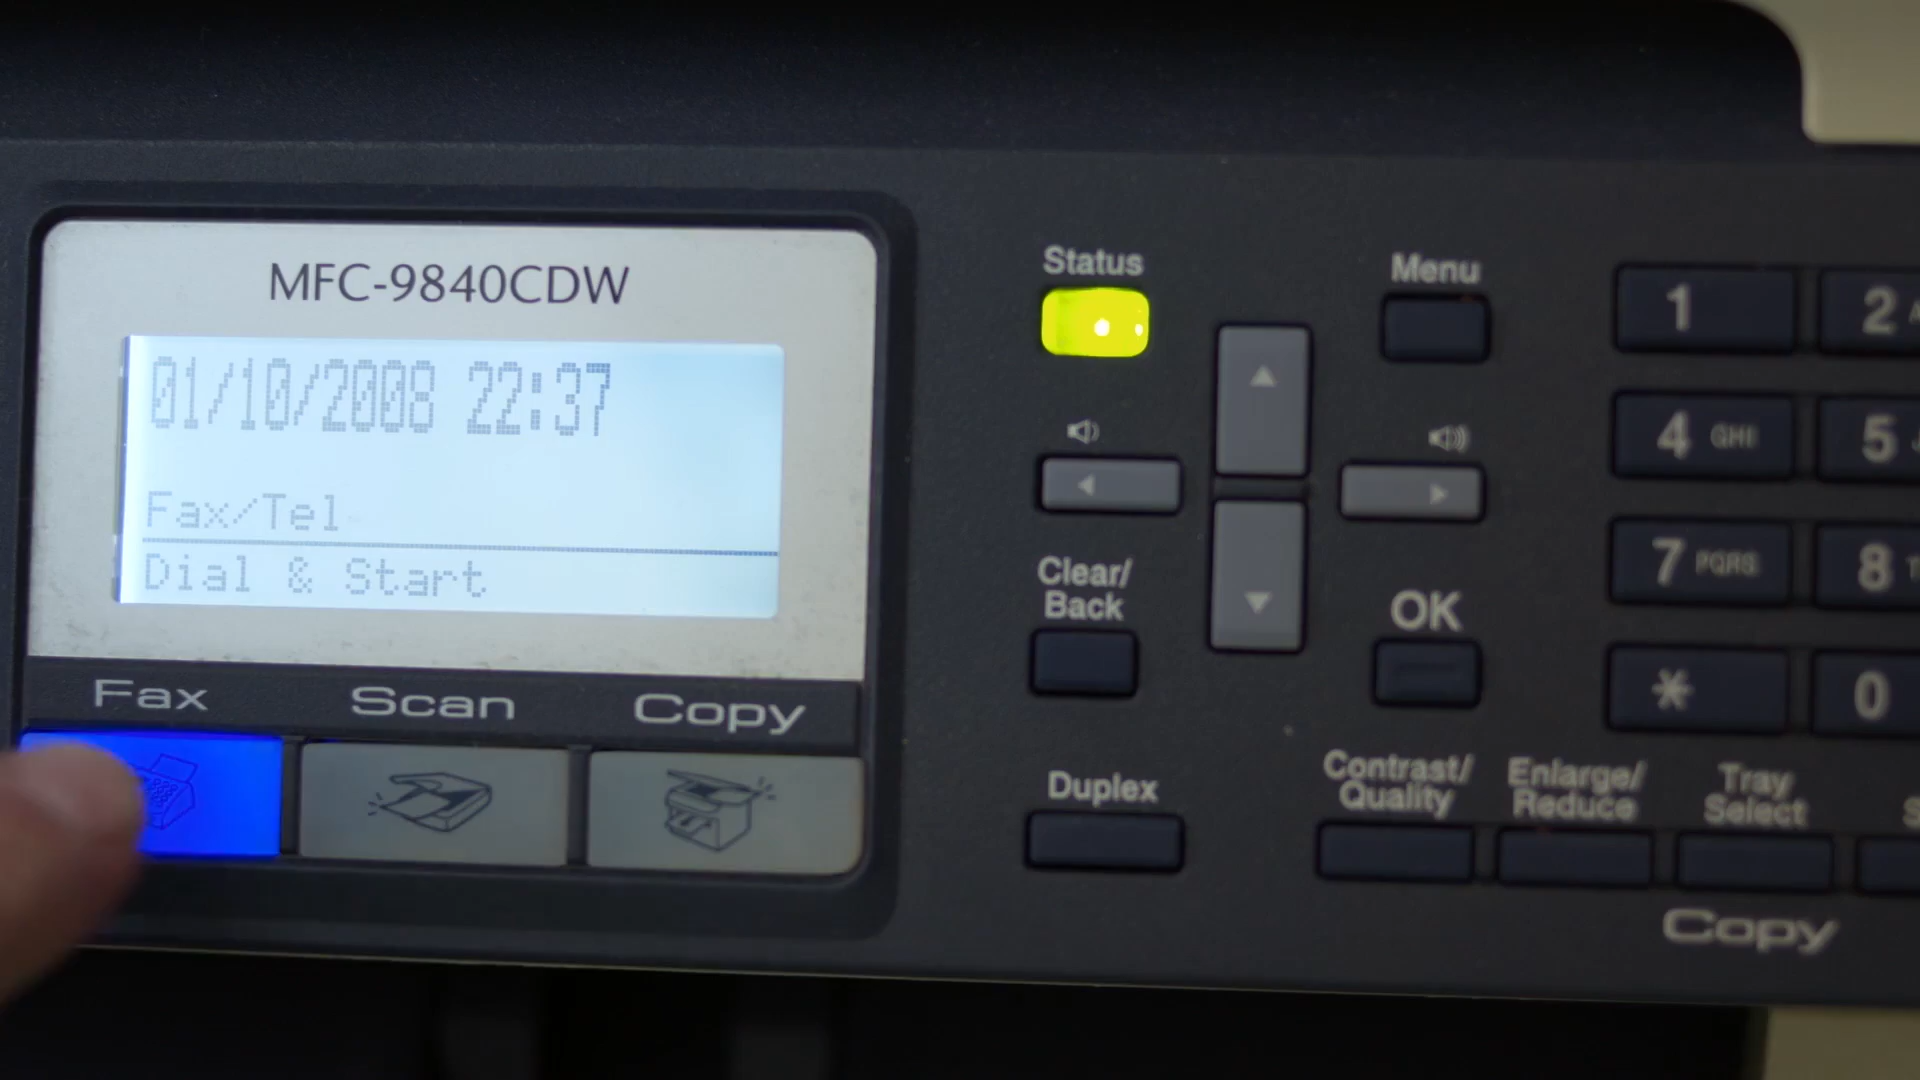 MFC-9840CDW
01/10/2008 22:37
Fax/Tel
Dial & Start
Fax
Scan
Copy
Status
Menu
Clear/
Back
OK
Duplex
Contrast/
Quality
Enlarge/
Reduce
Tray
Select
Copy
1
2
4 GHI
5
7 PQRS
8
*
0